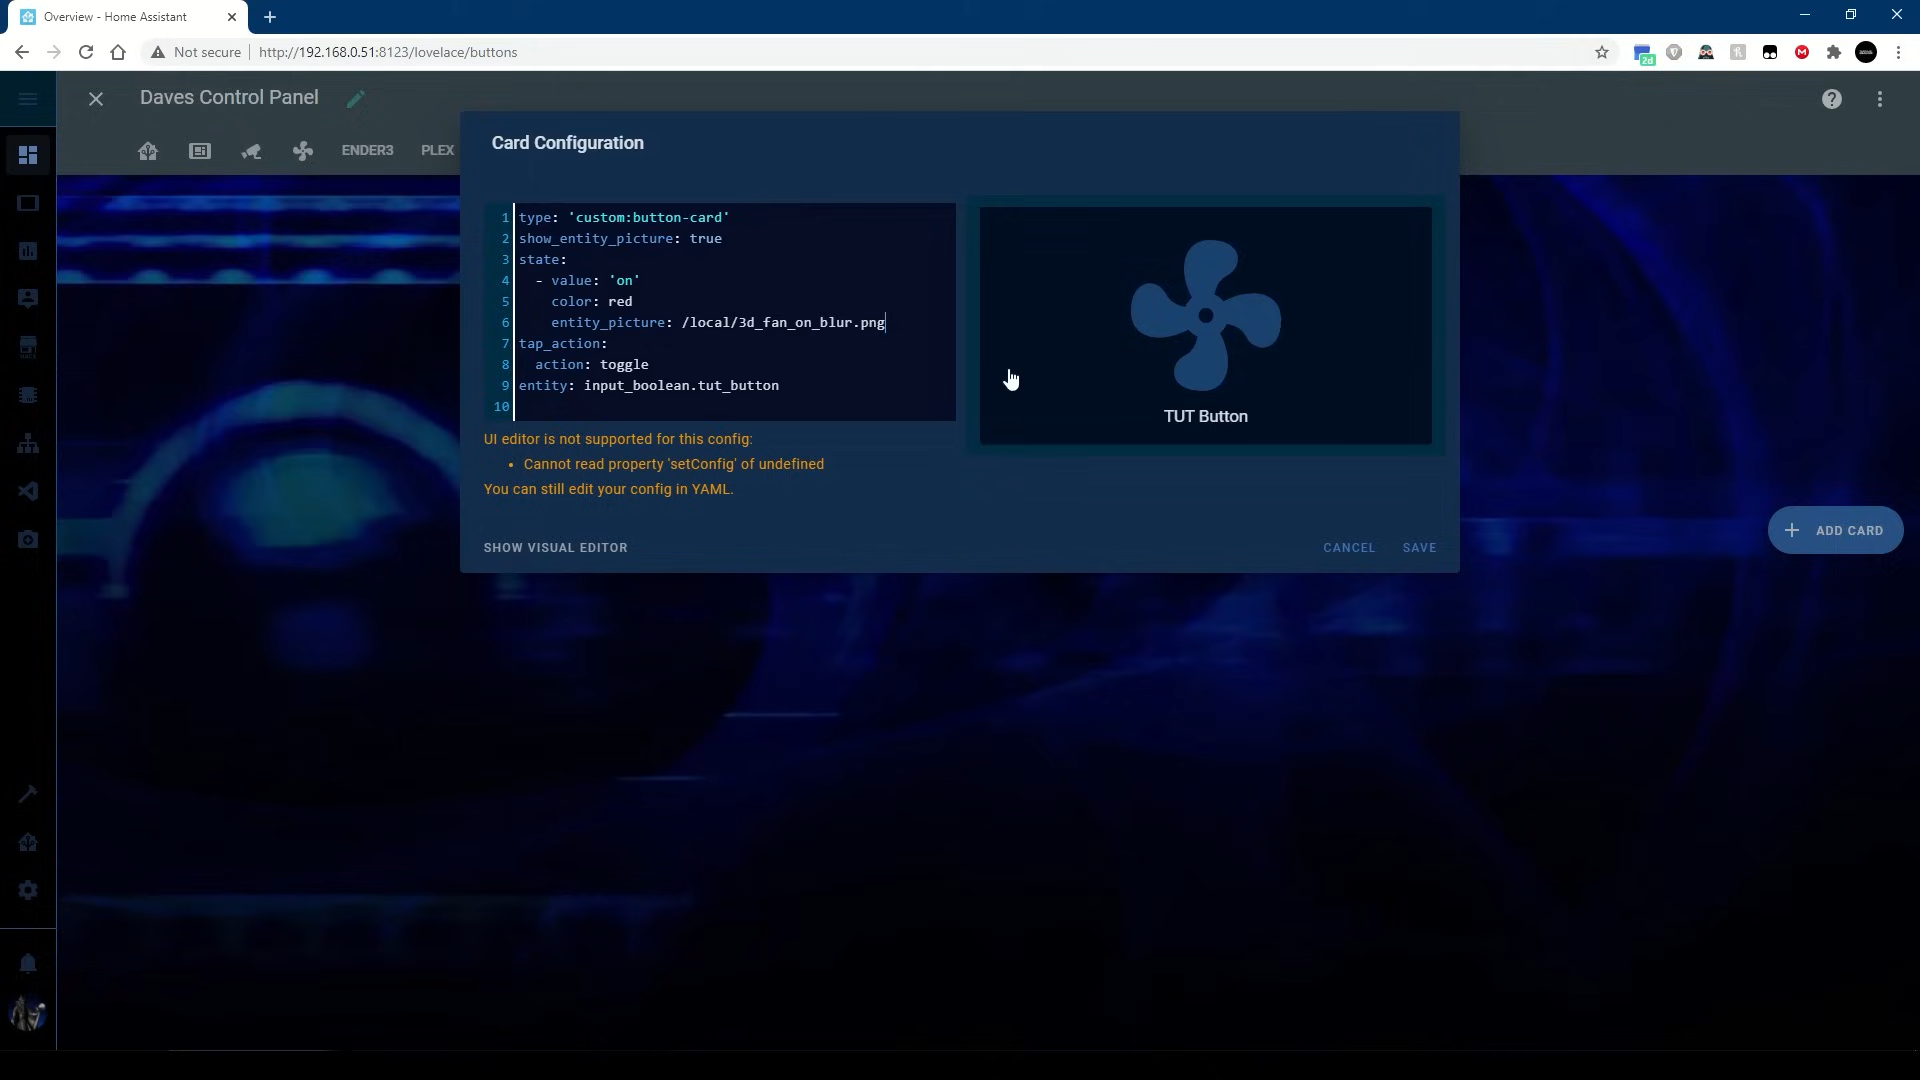 Overview - Home Assistant
Not secure
http://192.168.0.51:8123/lovelace/buttons
2d
Daves Control Panel
ENDER3
PLEX
Card Configuration
1 type: 'custom:button-card'
2 show_entity_picture: true
3 state:
4 - value: 'on'
5 color: red
6 entity_picture: /local/3d_fan_on_blur.png
7 tap_action:
8 action: toggle
9 entity: input_boolean.tut_button
10
TUT Button
UI editor is not supported for this config:
• Cannot read property 'setConfig' of undefined
You can still edit your config in YAML.
SHOW VISUAL EDITOR
CANCEL
SAVE
ADD CARD